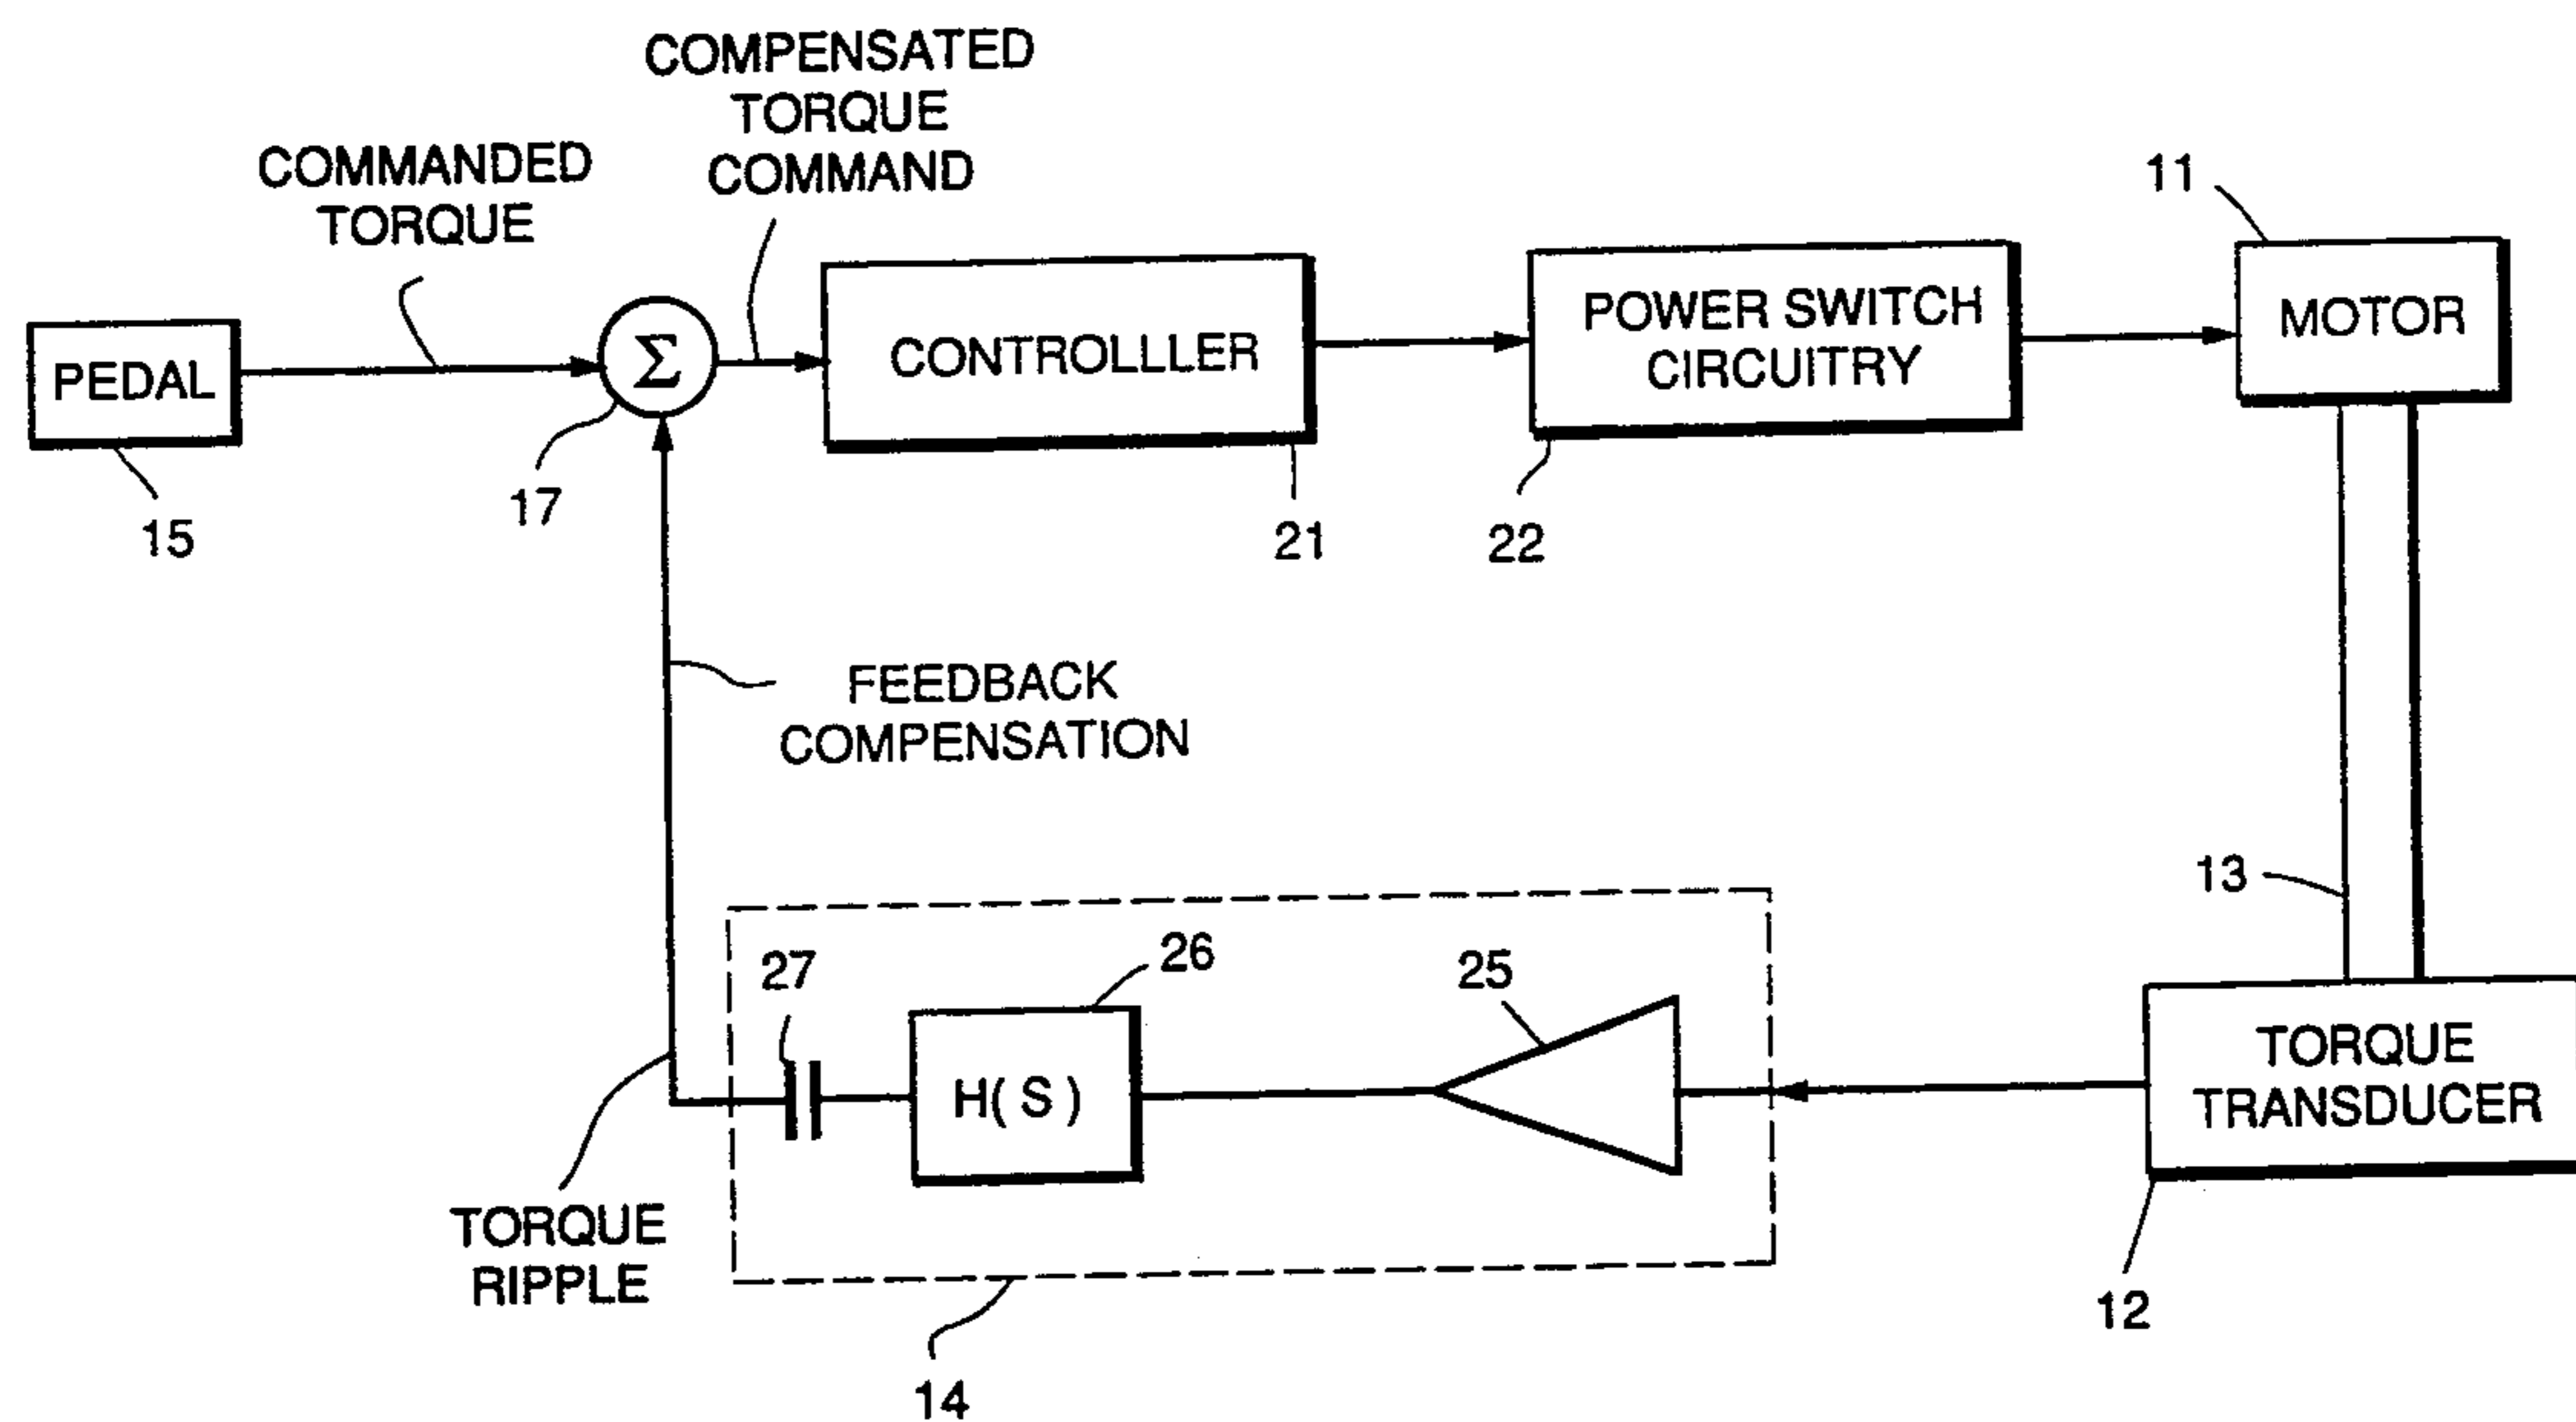 COMPENSATED
TORQUE
COMMAND
COMMANDED
TORQUE
11
PEDAL
Σ
CONTROLLLER
POWER SWITCH
CIRCUITRY
MOTOR
15
17
21
22
FEEDBACK
COMPENSATION
13
27
26
25
H( S )
TORQUE
TRANSDUCER
TORQUE
RIPPLE
12
14